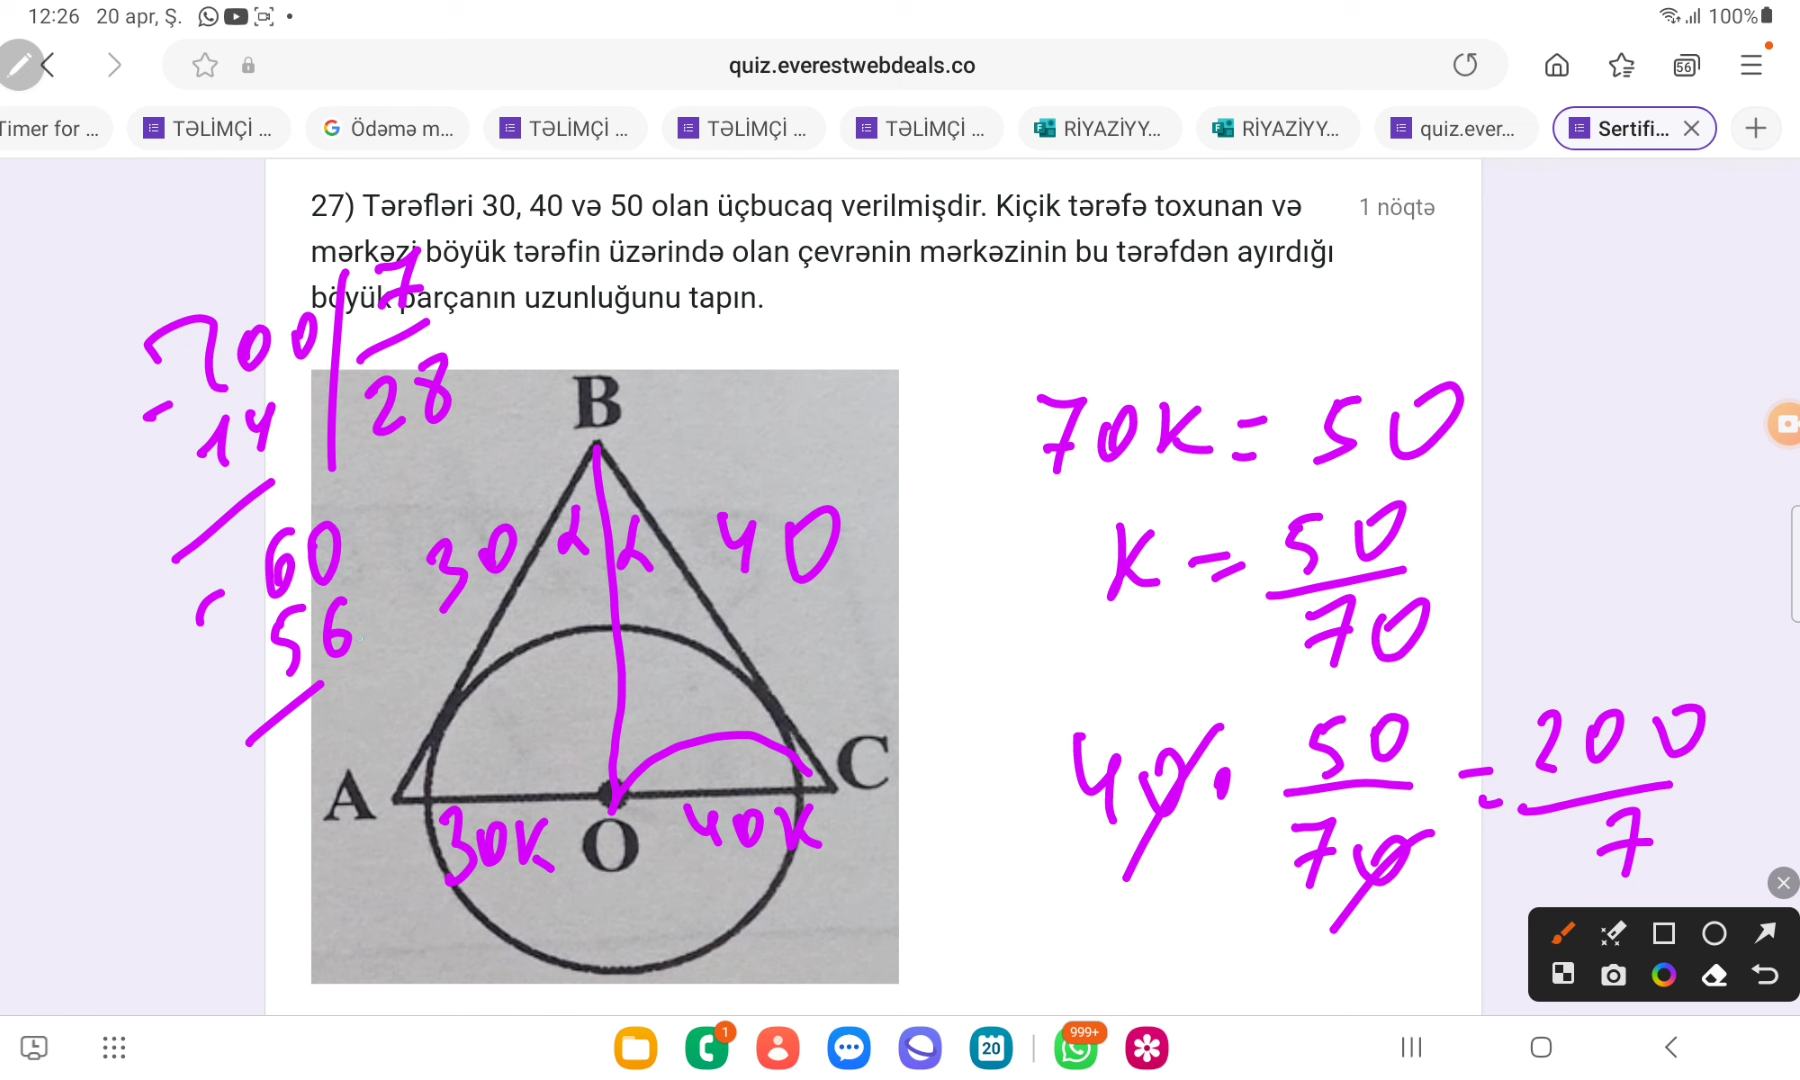 12:26 20 apr, Ş. 100%
quiz.everestwebdeals.co
56
Timer for ...
TƏLİMÇİ ...
Ödəmə m...
TƏLİMÇİ ...
TƏLİMÇİ ...
TƏLİMÇİ ...
RİYAZİYY...
RİYAZİYY...
quiz.ever...
Sertifi...
27) Tərəfləri 30, 40 və 50 olan üçbucaq verilmişdir. Kiçik tərəfə toxunan və
1 nöqtə
mərkəzi böyük tərəfin üzərində olan çevrənin mərkəzinin bu tərəfdən ayırdığı
böyük parçanın uzunluğunu tapın.
200 | 7
- 14 28
60
- 56
B
30 α α 40
A O C
30K 40K
70K = 50
K = 50/70
40 · 50/70 = 200/7
1
20
999+